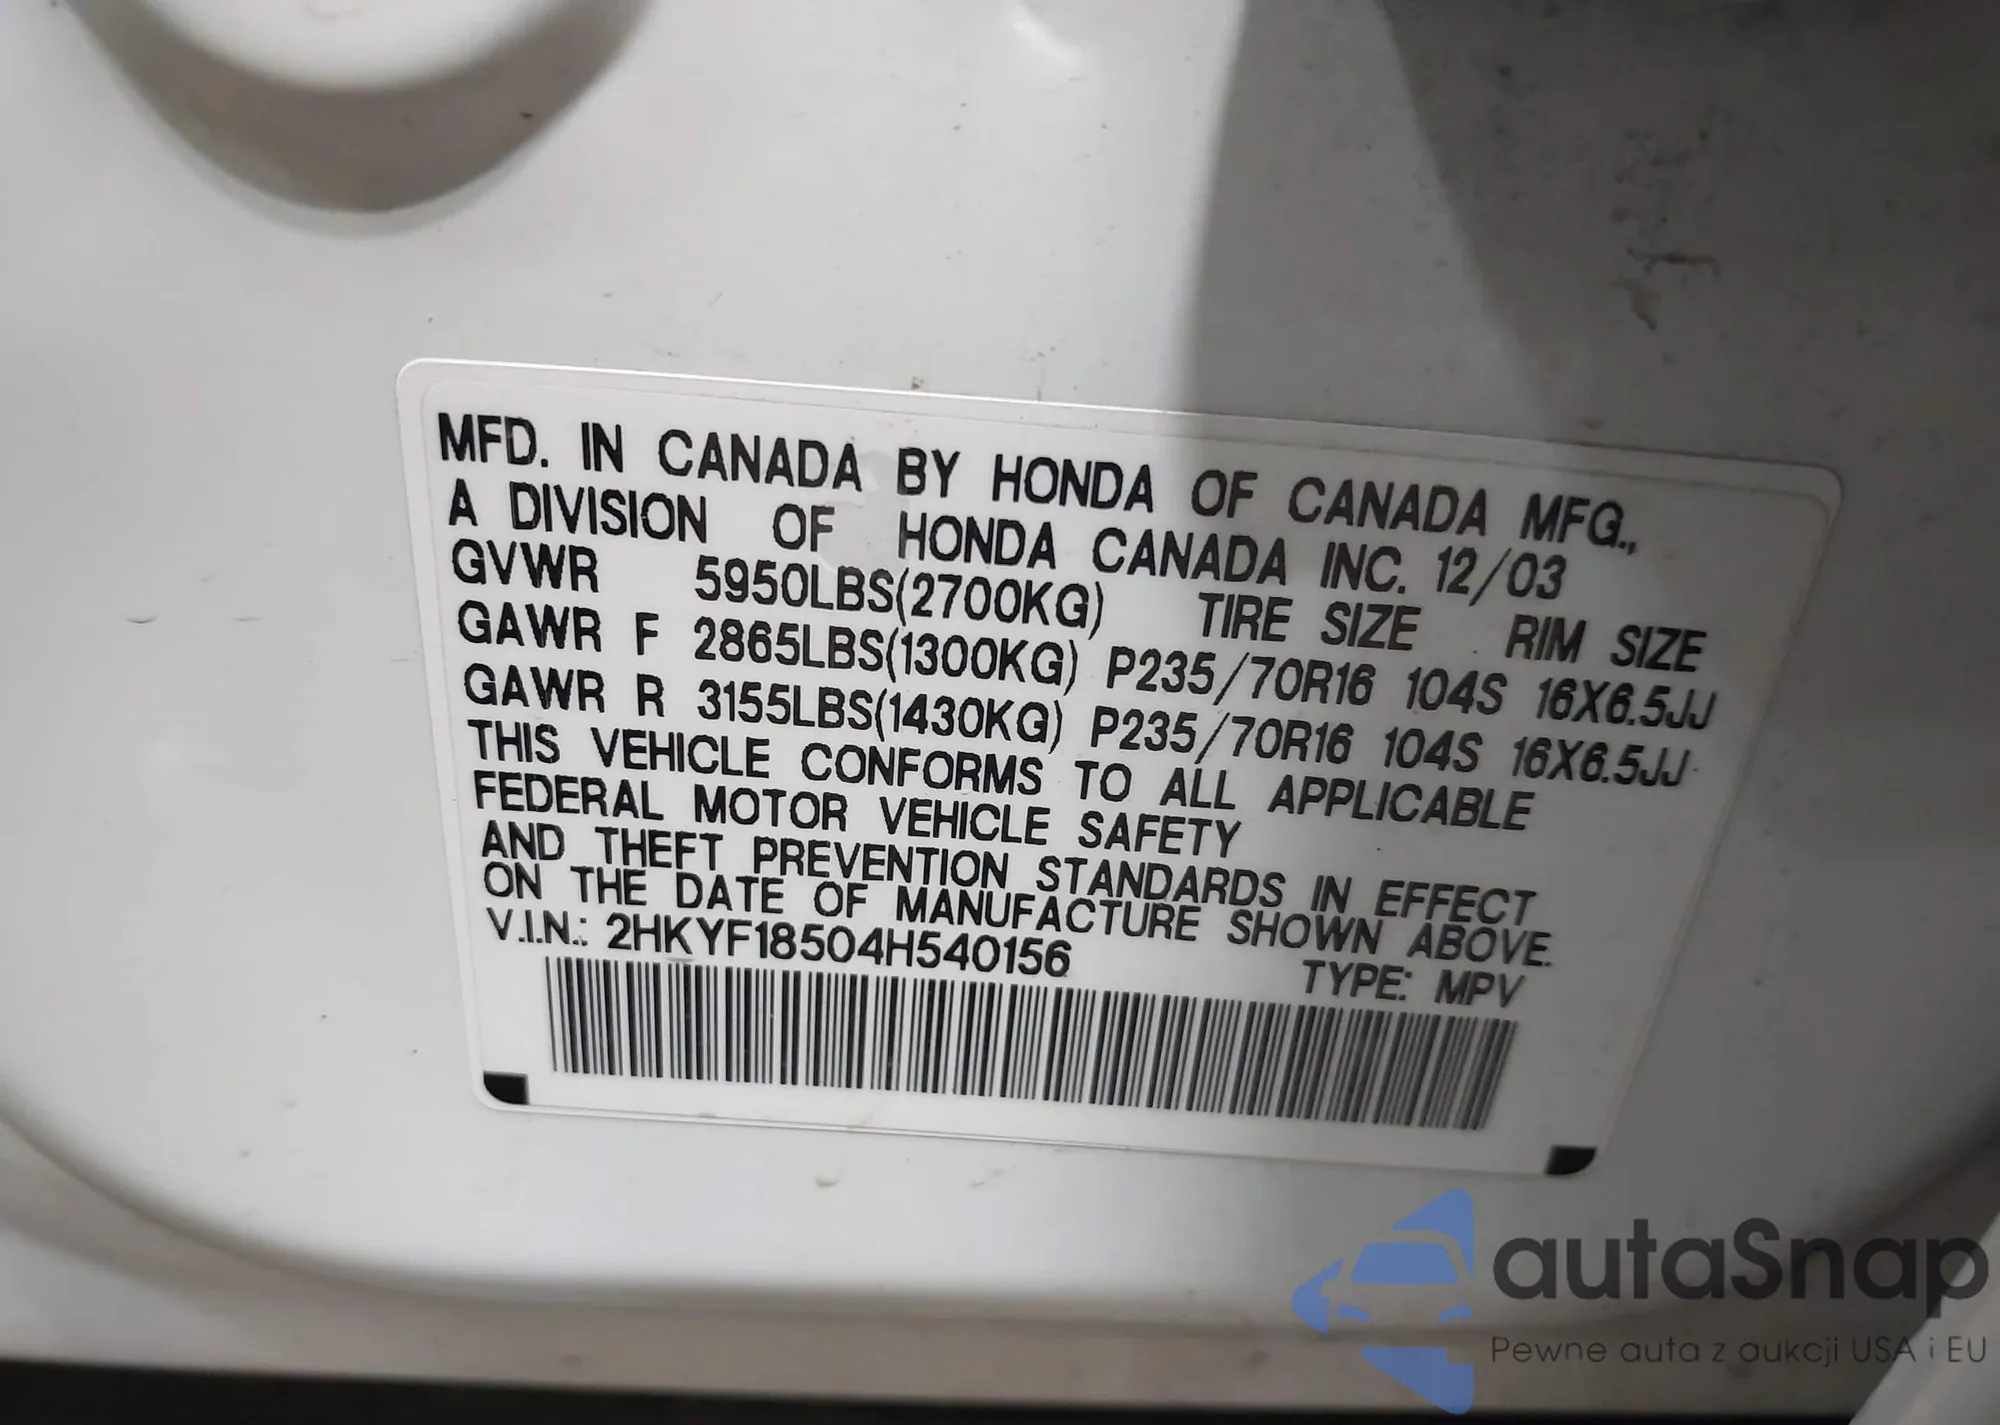 MFD. IN CANADA BY HONDA OF CANADA MFG.,
A DIVISION OF HONDA CANADA INC. 12/03
GVWR 5950LBS(2700KG) TIRE SIZE RIM SIZE
GAWR F 2865LBS(1300KG) P235/70R16 104S 16X6.5JJ
GAWR R 3155LBS(1430KG) P235/70R16 104S 16X6.5JJ
THIS VEHICLE CONFORMS TO ALL APPLICABLE
FEDERAL MOTOR VEHICLE SAFETY
AND THEFT PREVENTION STANDARDS IN EFFECT
ON THE DATE OF MANUFACTURE SHOWN ABOVE.
V.I.N.: 2HKYF18504H540156 TYPE: MPV
autaSnap
Pewne auta z aukcji USA i EU